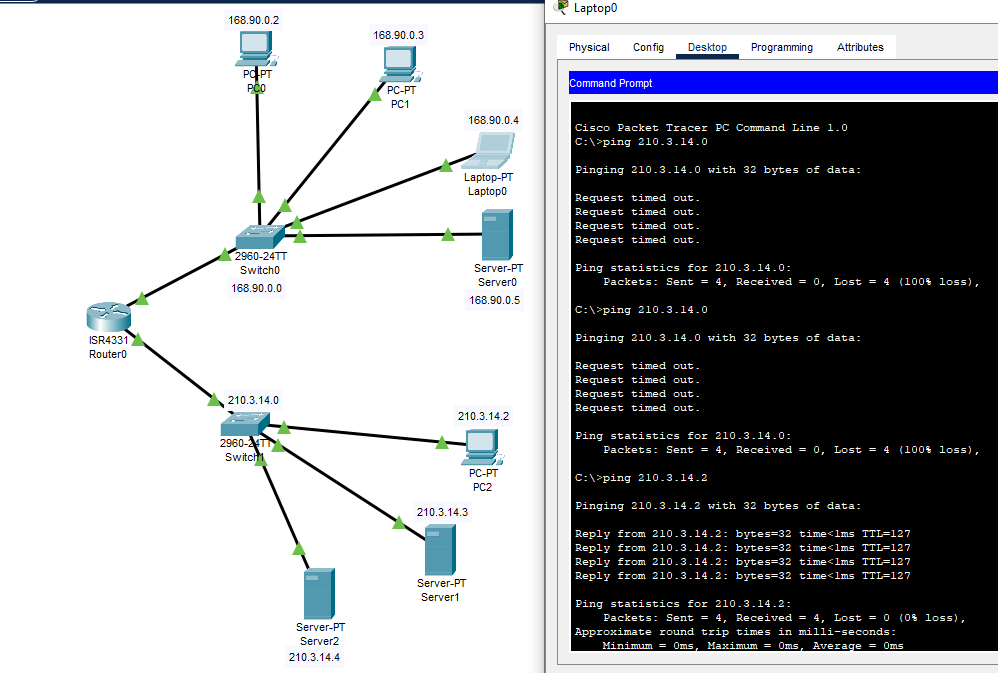 168.90.0.2
PC-PT
PC0
168.90.0.3
PC-PT
PC1
168.90.0.4
Laptop-PT
Laptop0
2960-24TT
Switch0
168.90.0.0
Server-PT
Server0
168.90.0.5
ISR4331
Router0
210.3.14.0
2960-24TT
Switch1
210.3.14.2
PC-PT
PC2
210.3.14.3
Server-PT
Server1
Server-PT
Server2
210.3.14.4
Laptop0
Physical Config Desktop Programming Attributes
Command Prompt
Cisco Packet Tracer PC Command Line 1.0
C:\>ping 210.3.14.0
Pinging 210.3.14.0 with 32 bytes of data:
Request timed out.
Request timed out.
Request timed out.
Request timed out.
Ping statistics for 210.3.14.0:
Packets: Sent = 4, Received = 0, Lost = 4 (100% loss),
C:\>ping 210.3.14.0
Pinging 210.3.14.0 with 32 bytes of data:
Request timed out.
Request timed out.
Request timed out.
Request timed out.
Ping statistics for 210.3.14.0:
Packets: Sent = 4, Received = 0, Lost = 4 (100% loss),
C:\>ping 210.3.14.2
Pinging 210.3.14.2 with 32 bytes of data:
Reply from 210.3.14.2: bytes=32 time<1ms TTL=127
Reply from 210.3.14.2: bytes=32 time<1ms TTL=127
Reply from 210.3.14.2: bytes=32 time<1ms TTL=127
Reply from 210.3.14.2: bytes=32 time<1ms TTL=127
Ping statistics for 210.3.14.2:
Packets: Sent = 4, Received = 4, Lost = 0 (0% loss),
Approximate round trip times in milli-seconds:
Minimum = 0ms, Maximum = 0ms, Average = 0ms